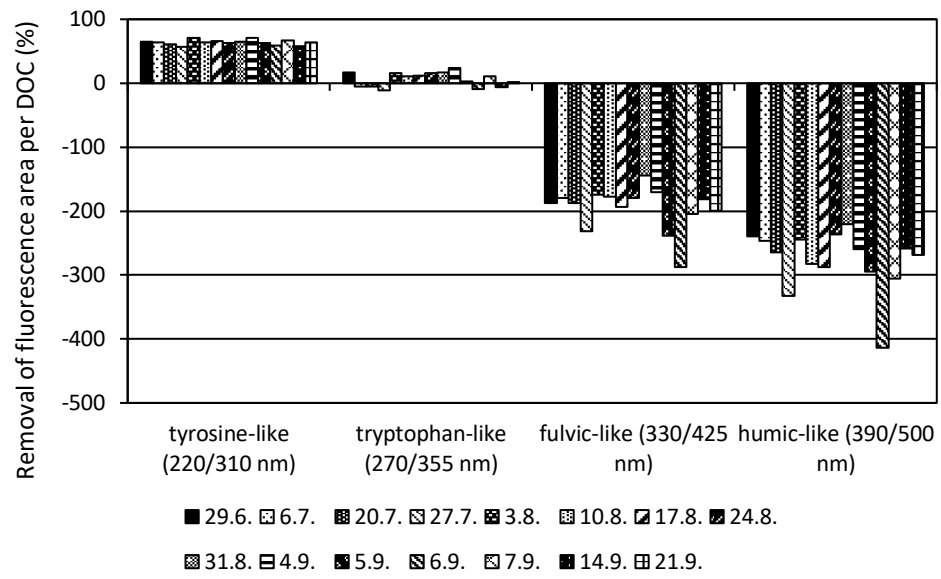 Removal of fluorescence area per DOC (%)
100
0
-100
-200
-300
-400
-500
tyrosine-like
(220/310 nm)
tryptophan-like
(270/355 nm)
fulvic-like (330/425
nm)
humic-like (390/500
nm)
29.6. 6.7. 20.7. 27.7. 3.8. 10.8. 17.8. 24.8.
31.8. 4.9. 5.9. 6.9. 7.9. 14.9. 21.9.